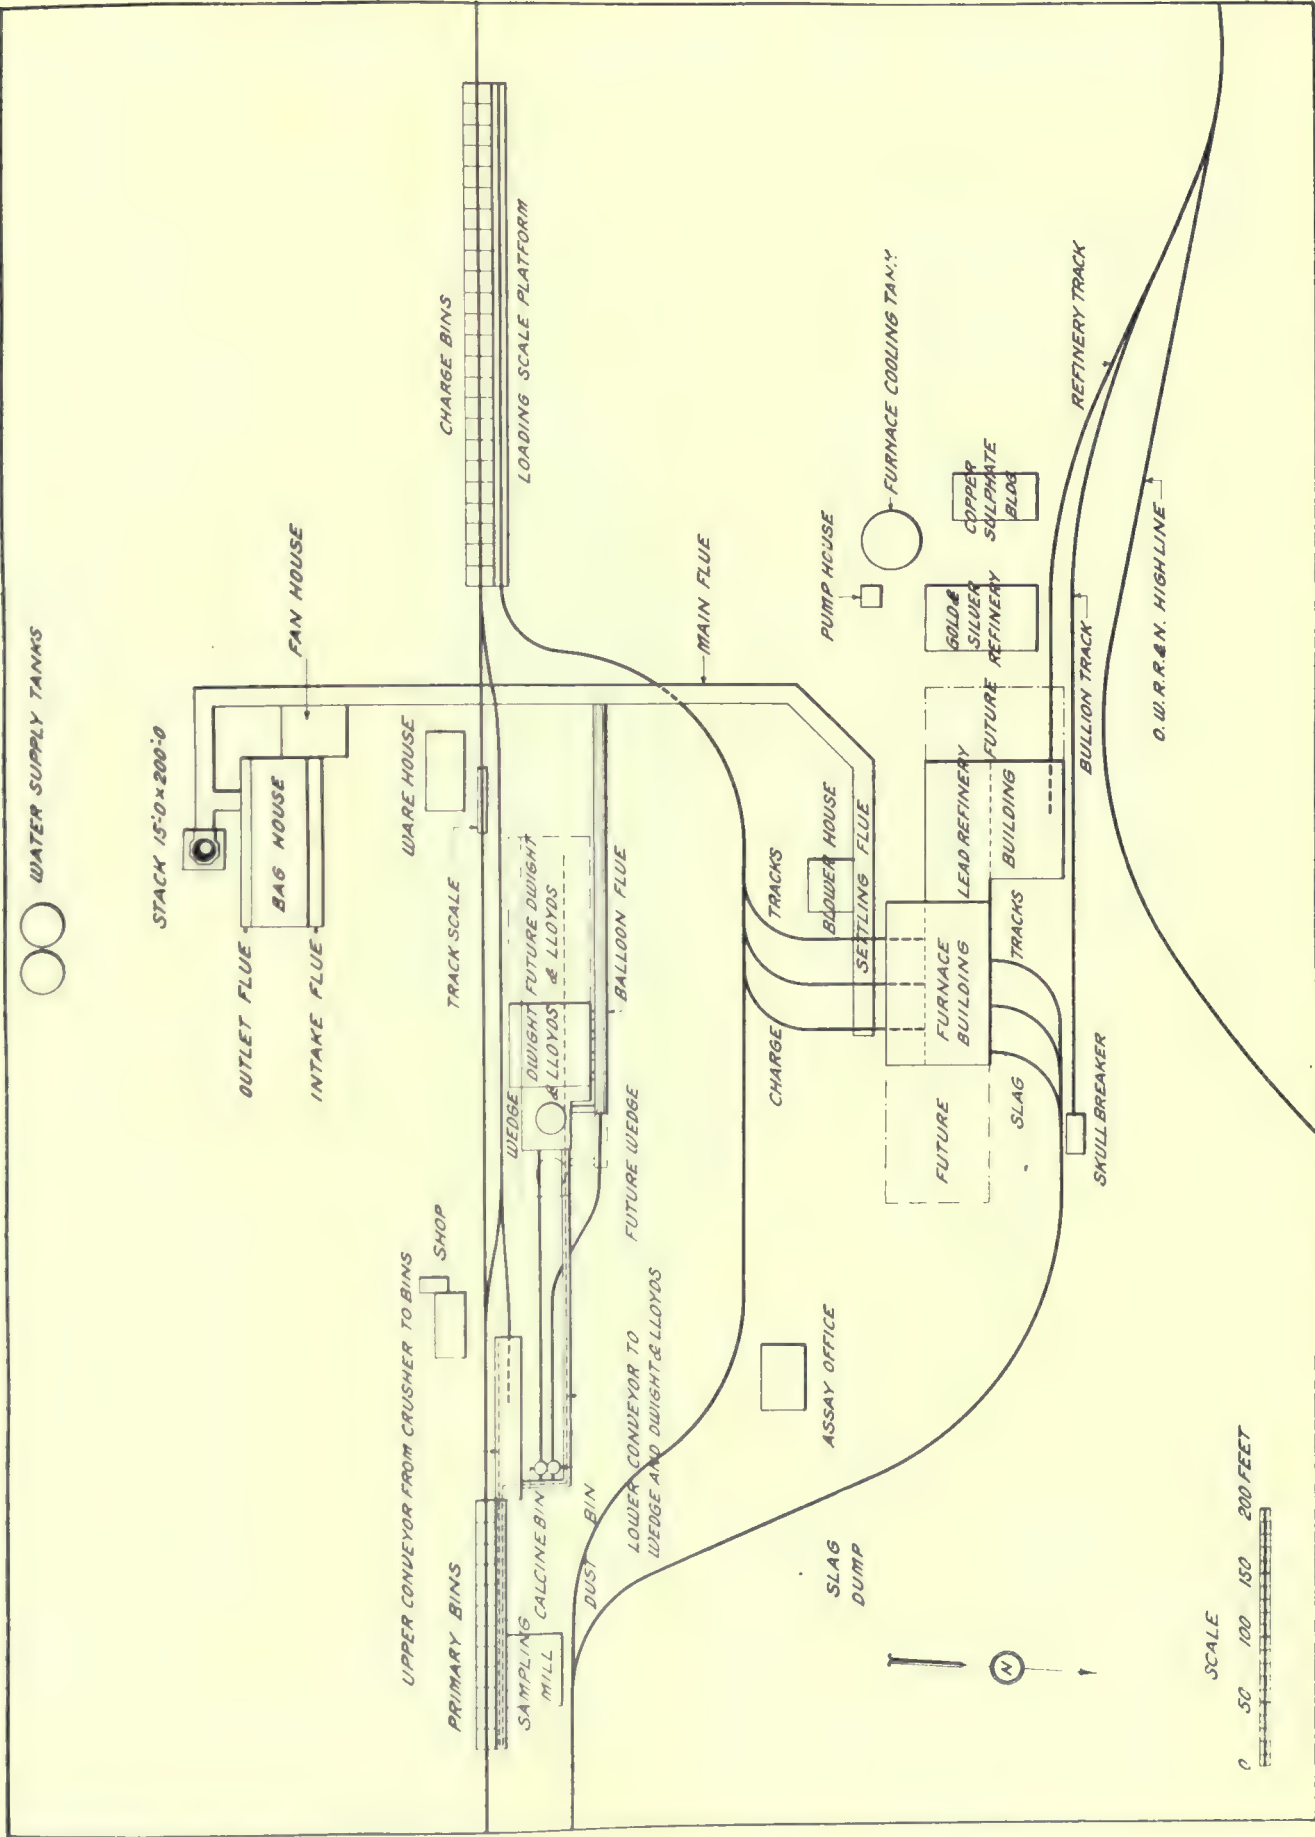 WATER SUPPLY TANKS
STACK 15'-0 x 200'-0
FAN HOUSE
BAG HOUSE
OUTLET FLUE
INTAKE FLUE
CHARGE BINS
LOADING SCALE PLATFORM
WARE HOUSE
TRACK SCALE
SHOP
UPPER CONVEYOR FROM CRUSHER TO BINS
PRIMARY BINS
SAMPLING
MILL
CALCINE BIN
DUST BIN
WEDGE
DWIGHT
& LLOYDS
FUTURE DWIGHT
& LLOYDS
BALLOON FLUE
FUTURE WEDGE
LOWER CONVEYOR TO
WEDGE AND DWIGHT & LLOYDS
MAIN FLUE
PUMP HOUSE
FURNACE COOLING TANK
COPPER
SULPHATE
BLDG
GOLD &
SILVER
REFINERY
REFINERY TRACK
BULLION TRACK
O.W.R.R.& N. HIGHLINE
BLOWER HOUSE
SETTLING FLUE
CHARGE TRACKS
LEAD REFINERY
BUILDING
FUTURE
FURNACE
BUILDING
FUTURE
SLAG TRACKS
SKULL BREAKER
ASSAY OFFICE
SLAG
DUMP
N
SCALE
0 50 100 150 200 FEET